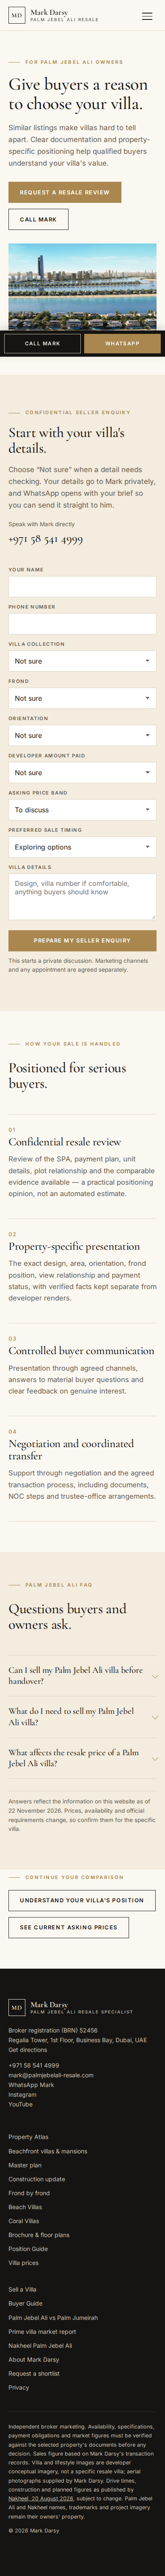 MD
Mark Darsy
PALM JEBEL ALI RESALE
FOR PALM JEBEL ALI OWNERS
Give buyers a reason
to choose your villa.
Similar listings make villas hard to tell
apart. Clear documentation and property-
specific positioning help qualified buyers
understand your villa's value.
REQUEST A RESALE REVIEW
CALL MARK
CALL MARK
WHATSAPP
CONFIDENTIAL SELLER ENQUIRY
Start with your villa's
details.
Choose “Not sure” when a detail needs
checking. Your details go to Mark privately,
and WhatsApp opens with your brief so
you can send it straight to him.
Speak with Mark directly
+971 58 541 4999
YOUR NAME
PHONE NUMBER
VILLA COLLECTION
Not sure
FROND
Not sure
ORIENTATION
Not sure
DEVELOPER AMOUNT PAID
Not sure
ASKING PRICE BAND
To discuss
PREFERRED SALE TIMING
Exploring options
VILLA DETAILS
Design, villa number if comfortable,
anything buyers should know
PREPARE MY SELLER ENQUIRY
This starts a private discussion. Marketing channels
and any appointment are agreed separately.
HOW YOUR SALE IS HANDLED
Positioned for serious
buyers.
01
Confidential resale review
Review of the SPA, payment plan, unit
details, plot relationship and the comparable
evidence available — a practical positioning
opinion, not an automated estimate.
02
Property-specific presentation
The exact design, area, orientation, frond
position, view relationship and payment
status, with verified facts kept separate from
developer renders.
03
Controlled buyer communication
Presentation through agreed channels,
answers to material buyer questions and
clear feedback on genuine interest.
04
Negotiation and coordinated
transfer
Support through negotiation and the agreed
transaction process, including documents,
NOC steps and trustee-office arrangements.
PALM JEBEL ALI FAQ
Questions buyers and
owners ask.
Can I sell my Palm Jebel Ali villa before
handover?
What do I need to sell my Palm Jebel
Ali villa?
What affects the resale price of a Palm
Jebel Ali villa?
Answers reflect the information on this website as of
22 November 2026. Prices, availability and official
requirements change, so confirm them for the specific
villa.
CONTINUE YOUR COMPARISON
UNDERSTAND YOUR VILLA'S POSITION
SEE CURRENT ASKING PRICES
MD
Mark Darsy
PALM JEBEL ALI RESALE SPECIALIST
Broker registration (BRN) 52456
Regalia Tower, 1st Floor, Business Bay, Dubai, UAE
Get directions
+971 58 541 4999
mark@palmjebelali-resale.com
WhatsApp Mark
Instagram
YouTube
Property Atlas
Beachfront villas & mansions
Master plan
Construction update
Frond by frond
Beach Villas
Coral Villas
Brochure & floor plans
Position Guide
Villa prices
Sell a Villa
Buyer Guide
Palm Jebel Ali vs Palm Jumeirah
Prime villa market report
Nakheel Palm Jebel Ali
About Mark Darsy
Request a shortlist
Privacy
Independent broker marketing. Availability, specifications,
payment obligations and market figures must be verified
against the selected property's documents before any
decision. Sales figure based on Mark Darsy's transaction
records. Villa and lifestyle images are developer
conceptual imagery, not a specific resale villa; aerial
photographs supplied by Mark Darsy. Drive times,
construction and planned figures as published by
Nakheel, 20 August 2026, subject to change. Palm Jebel
Ali and Nakheel names, trademarks and project imagery
remain their owners' property.
© 2026 Mark Darsy